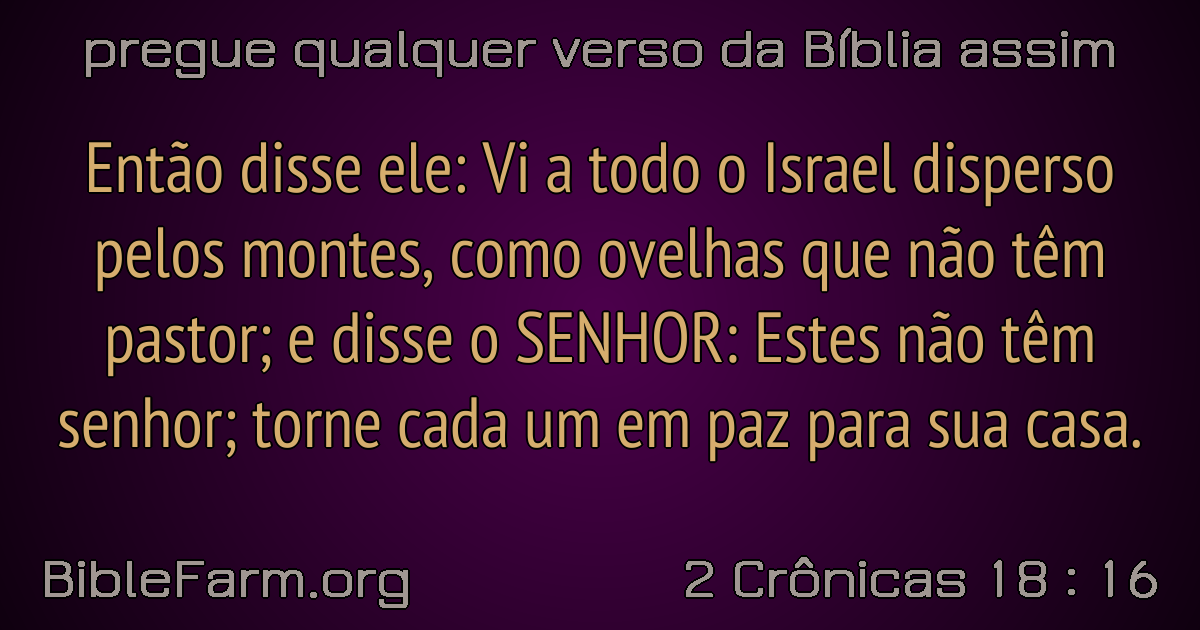 pregue qualquer verso da Bíblia assim
Então disse ele: Vi a todo o Israel disperso
pelos montes, como ovelhas que não têm
pastor; e disse o SENHOR: Estes não têm
senhor; torne cada um em paz para sua casa.
BibleFarm.org
2 Crônicas 18 : 16